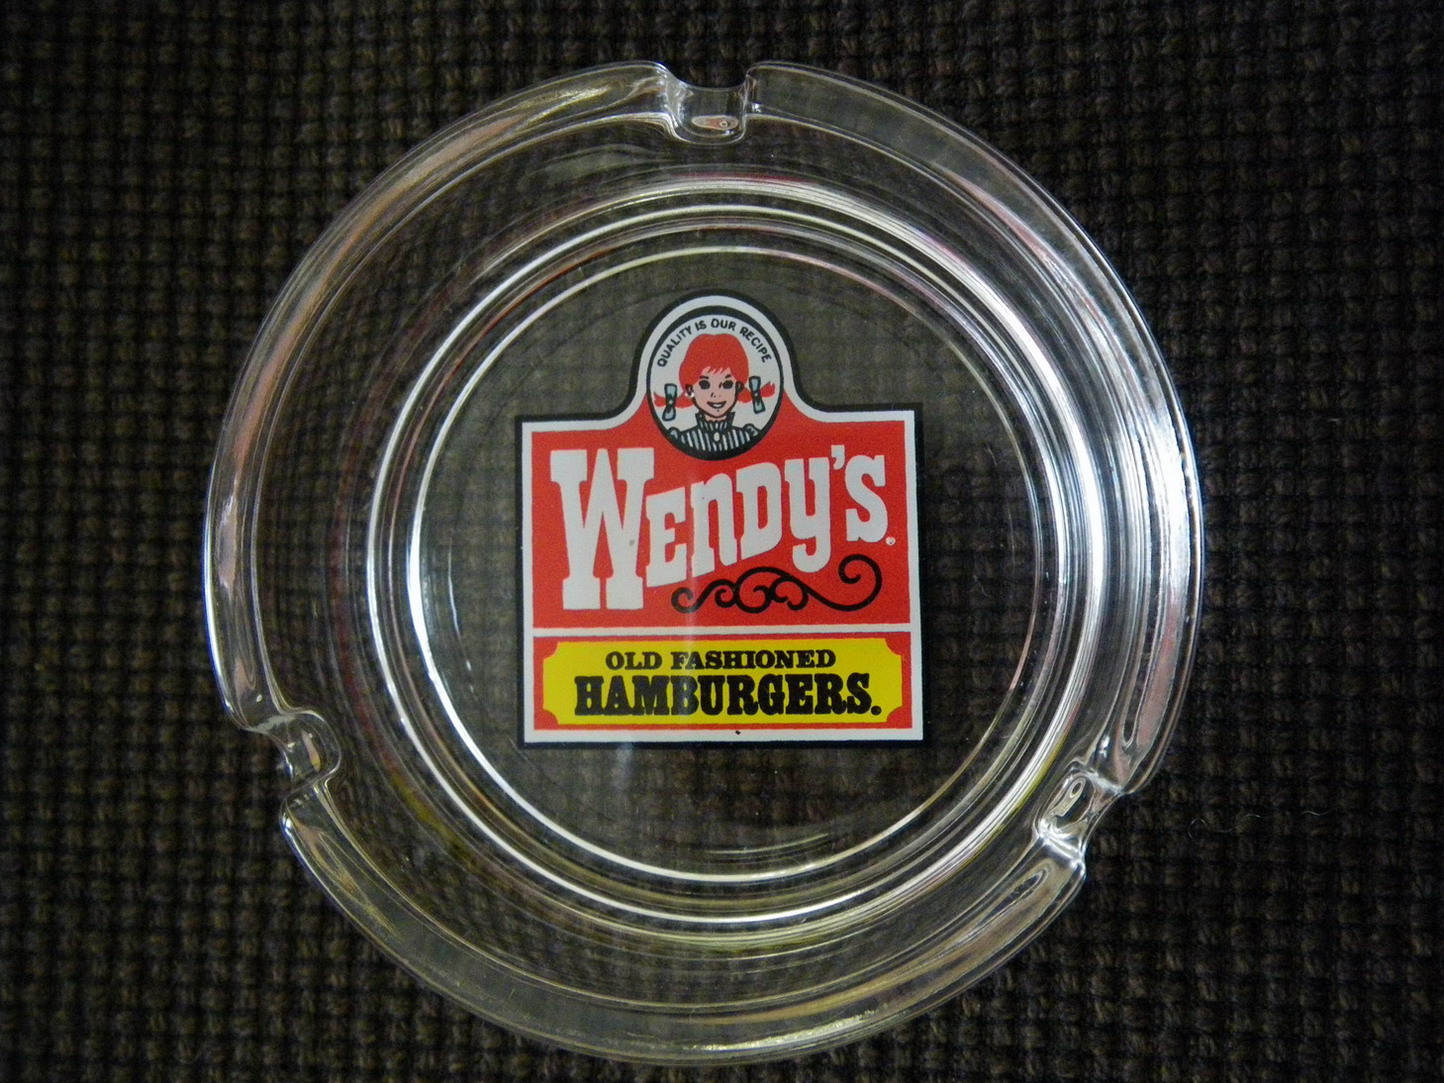 QUALITY IS OUR RECIPE
WENDY'S®
OLD FASHIONED
HAMBURGERS.